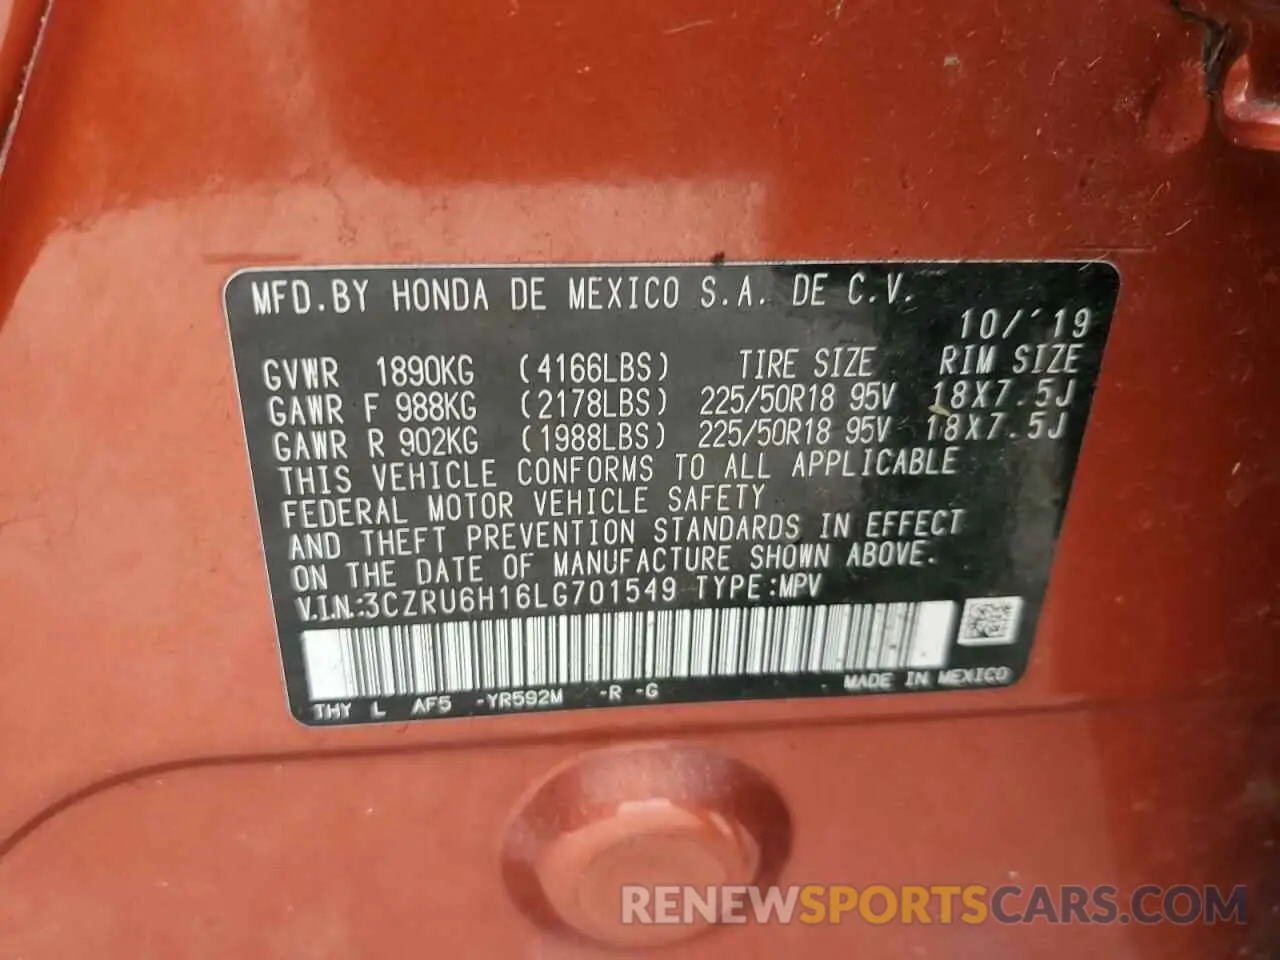 MFD.BY HONDA DE MEXICO S.A. DE C.V.
10/'19
GVWR 1890KG (4166LBS) TIRE SIZE RIM SIZE
GAWR F 988KG (2178LBS) 225/50R18 95V 18X7.5J
GAWR R 902KG (1988LBS) 225/50R18 95V 18X7.5J
THIS VEHICLE CONFORMS TO ALL APPLICABLE
FEDERAL MOTOR VEHICLE SAFETY
AND THEFT PREVENTION STANDARDS IN EFFECT
ON THE DATE OF MANUFACTURE SHOWN ABOVE.
V.I.N.:3CZRU6H16LG701549 TYPE:MPV
THY L AF5 -YR592M -R -G MADE IN MEXICO
RENEWSPORTSCARS.COM